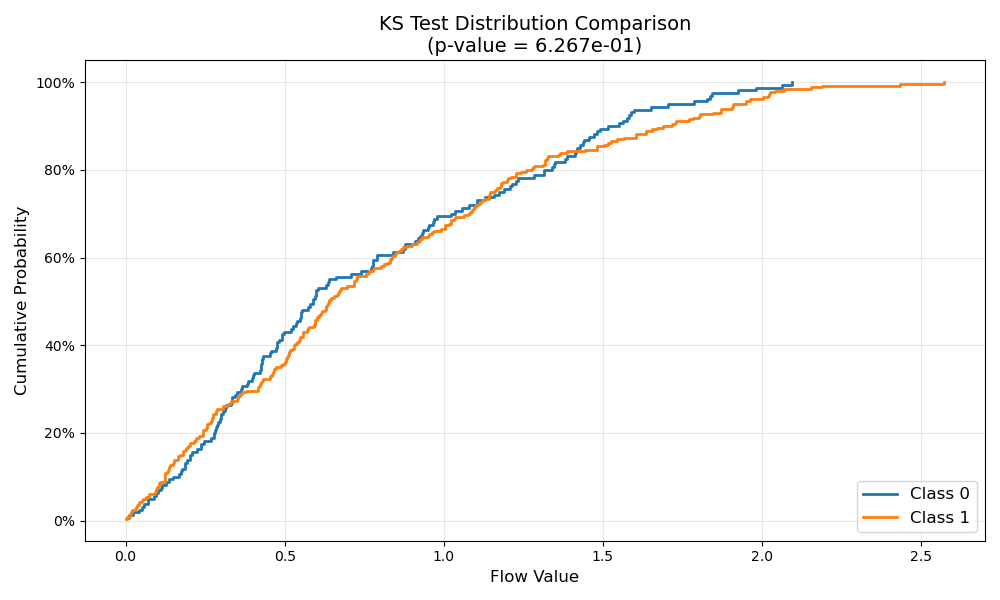 KS Test Distribution Comparison
(p-value = 6.267e-01)
Cumulative Probability
100%
80%
60%
40%
20%
0%
0.0
0.5
1.0
1.5
2.0
2.5
Flow Value
Class 0
Class 1